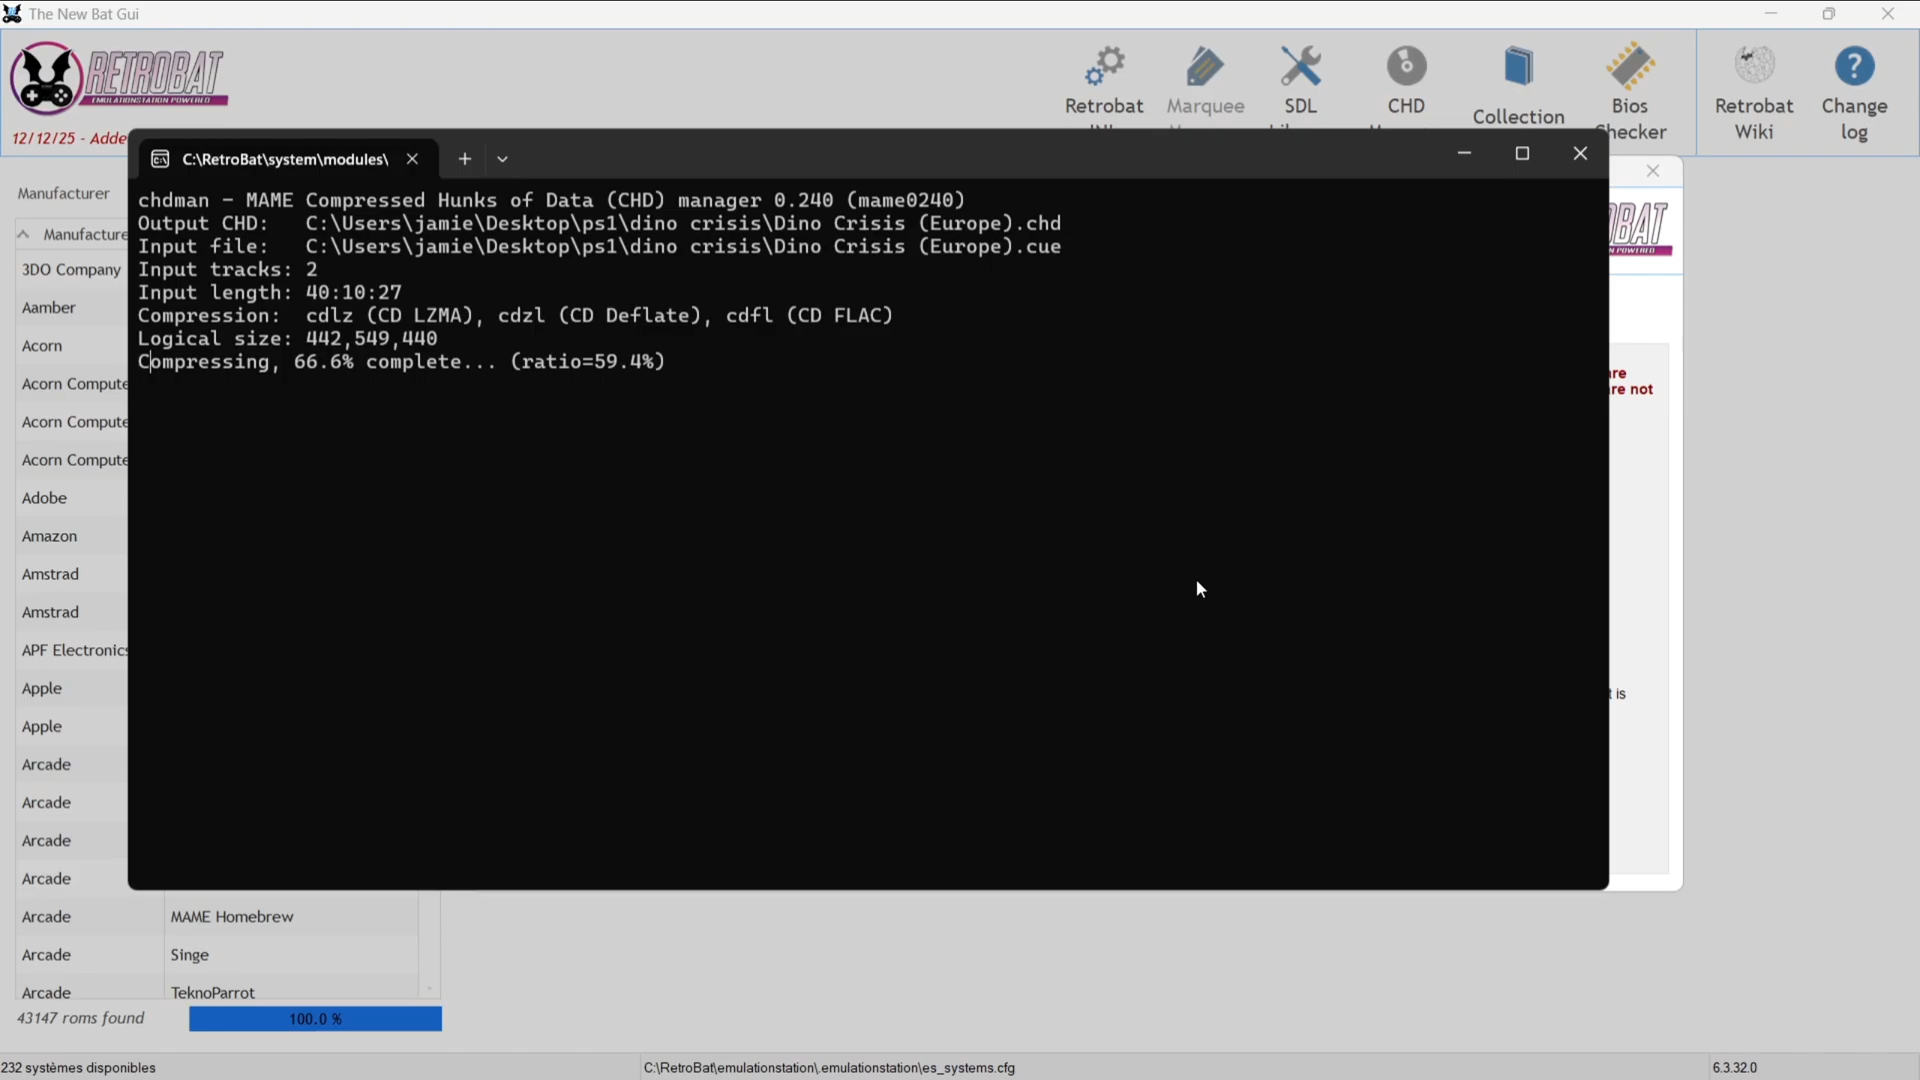 The New Bat Gui
RETROBAT
EMULATIONSTATION POWERED
12/12/25 - Adde
Retrobat
Marquee
SDL
CHD
Collection
Bios
Checker
Retrobat
Wiki
Change
log
C:\RetroBat\system\modules\
chdman - MAME Compressed Hunks of Data (CHD) manager 0.240 (mame0240)
Output CHD:   C:\Users\jamie\Desktop\ps1\dino crisis\Dino Crisis (Europe).chd
Input file:   C:\Users\jamie\Desktop\ps1\dino crisis\Dino Crisis (Europe).cue
Input tracks: 2
Input length: 40:10:27
Compression:  cdlz (CD LZMA), cdzl (CD Deflate), cdfl (CD FLAC)
Logical size: 442,549,440
Compressing, 66.6% complete... (ratio=59.4%)
BAT
POWERED
re
re not
t is
Manufacturer
Manufacture
3DO Company
Aamber
Acorn
Acorn Compute
Acorn Compute
Acorn Compute
Adobe
Amazon
Amstrad
Amstrad
APF Electronics
Apple
Apple
Arcade
Arcade
Arcade
Arcade
Arcade MAME Homebrew
Arcade Singe
Arcade TeknoParrot
43147 roms found
100.0 %
232 systèmes disponibles
C:\RetroBat\emulationstation\.emulationstation\es_systems.cfg
6.3.32.0